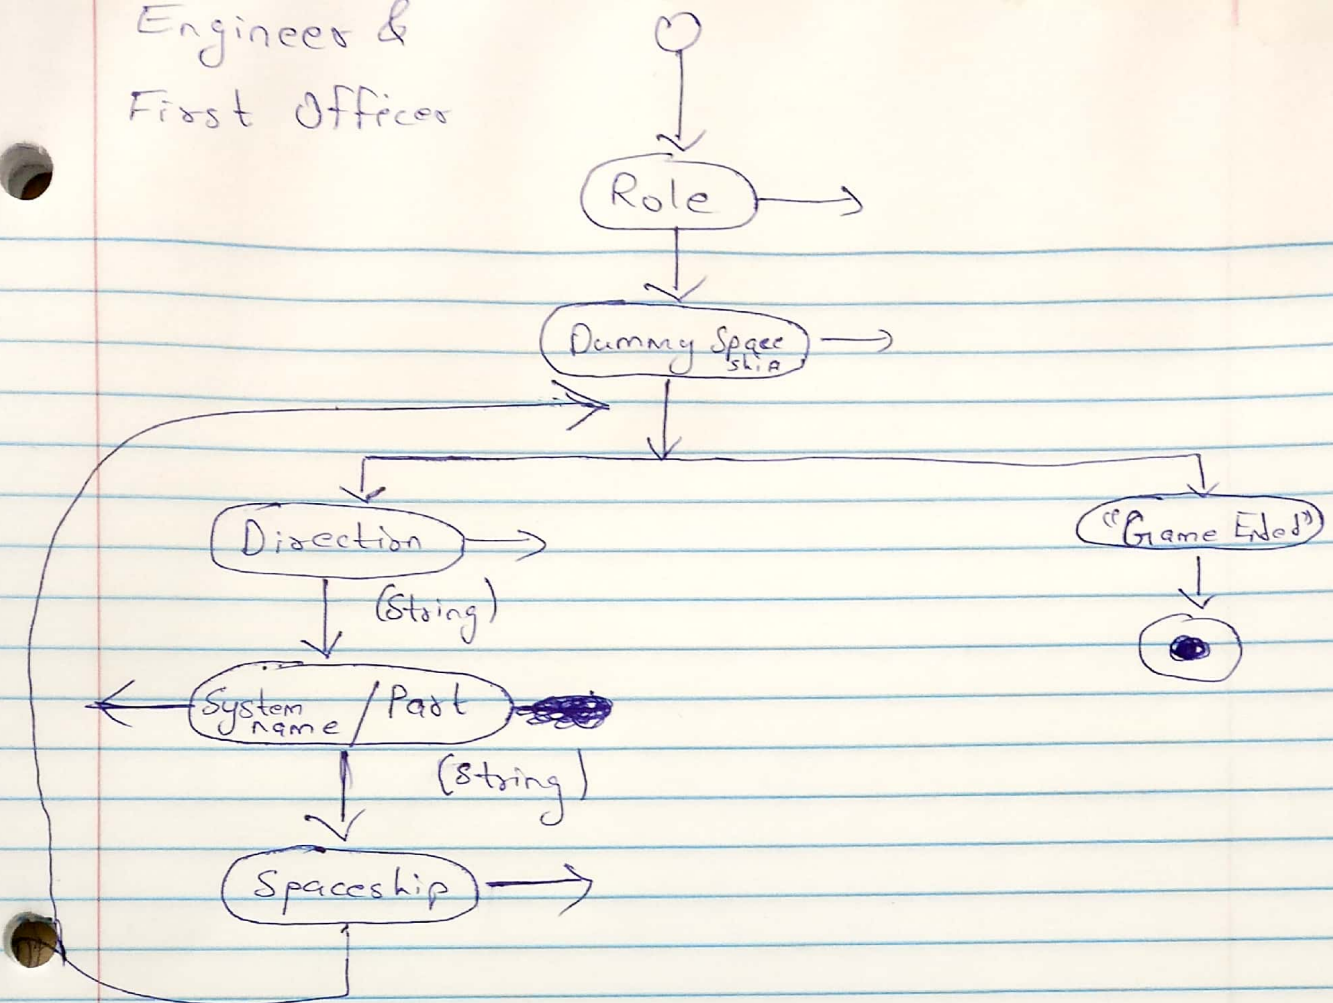 Engineer &
First Officer
Role
Dummy Space
ship
Direction
"Game Ended"
(String)
System / Part
name
(String)
Spaceship